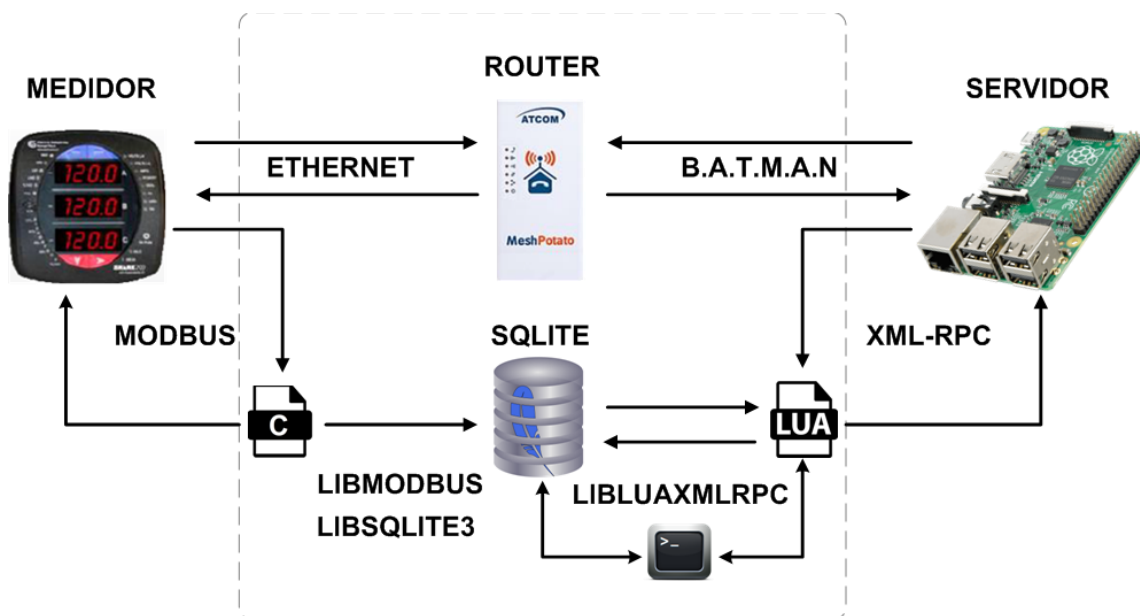 ROUTER
MEDIDOR
SERVIDOR
ATCOM
120.0
120.0
120.0
A
B
C
ETHERNET
B.A.T.M.A.N
MeshPotato
MODBUS
SQLITE
XML-RPC
C
LUA
LIBMODBUS
LIBSQLITE3
LIBLUAXMLRPC
>_